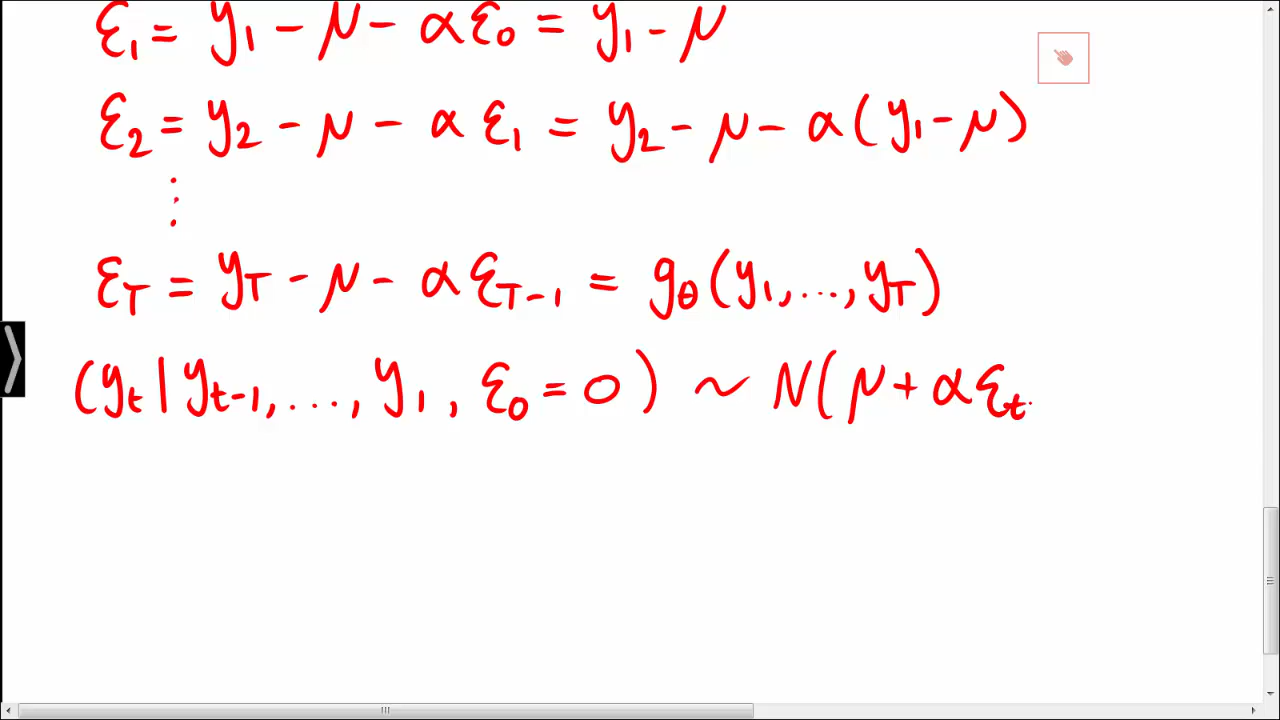 ε₁ = y₁ - μ - αε₀ = y₁ - μ
ε₂ = y₂ - μ - αε₁ = y₂ - μ - α(y₁ - μ)
⋮
ε_T = y_T - μ - αε_{T-1} = g_θ(y₁, ..., y_T)
(y_t | y_{t-1}, ..., y₁, ε₀ = 0) ~ N(μ + αε_t